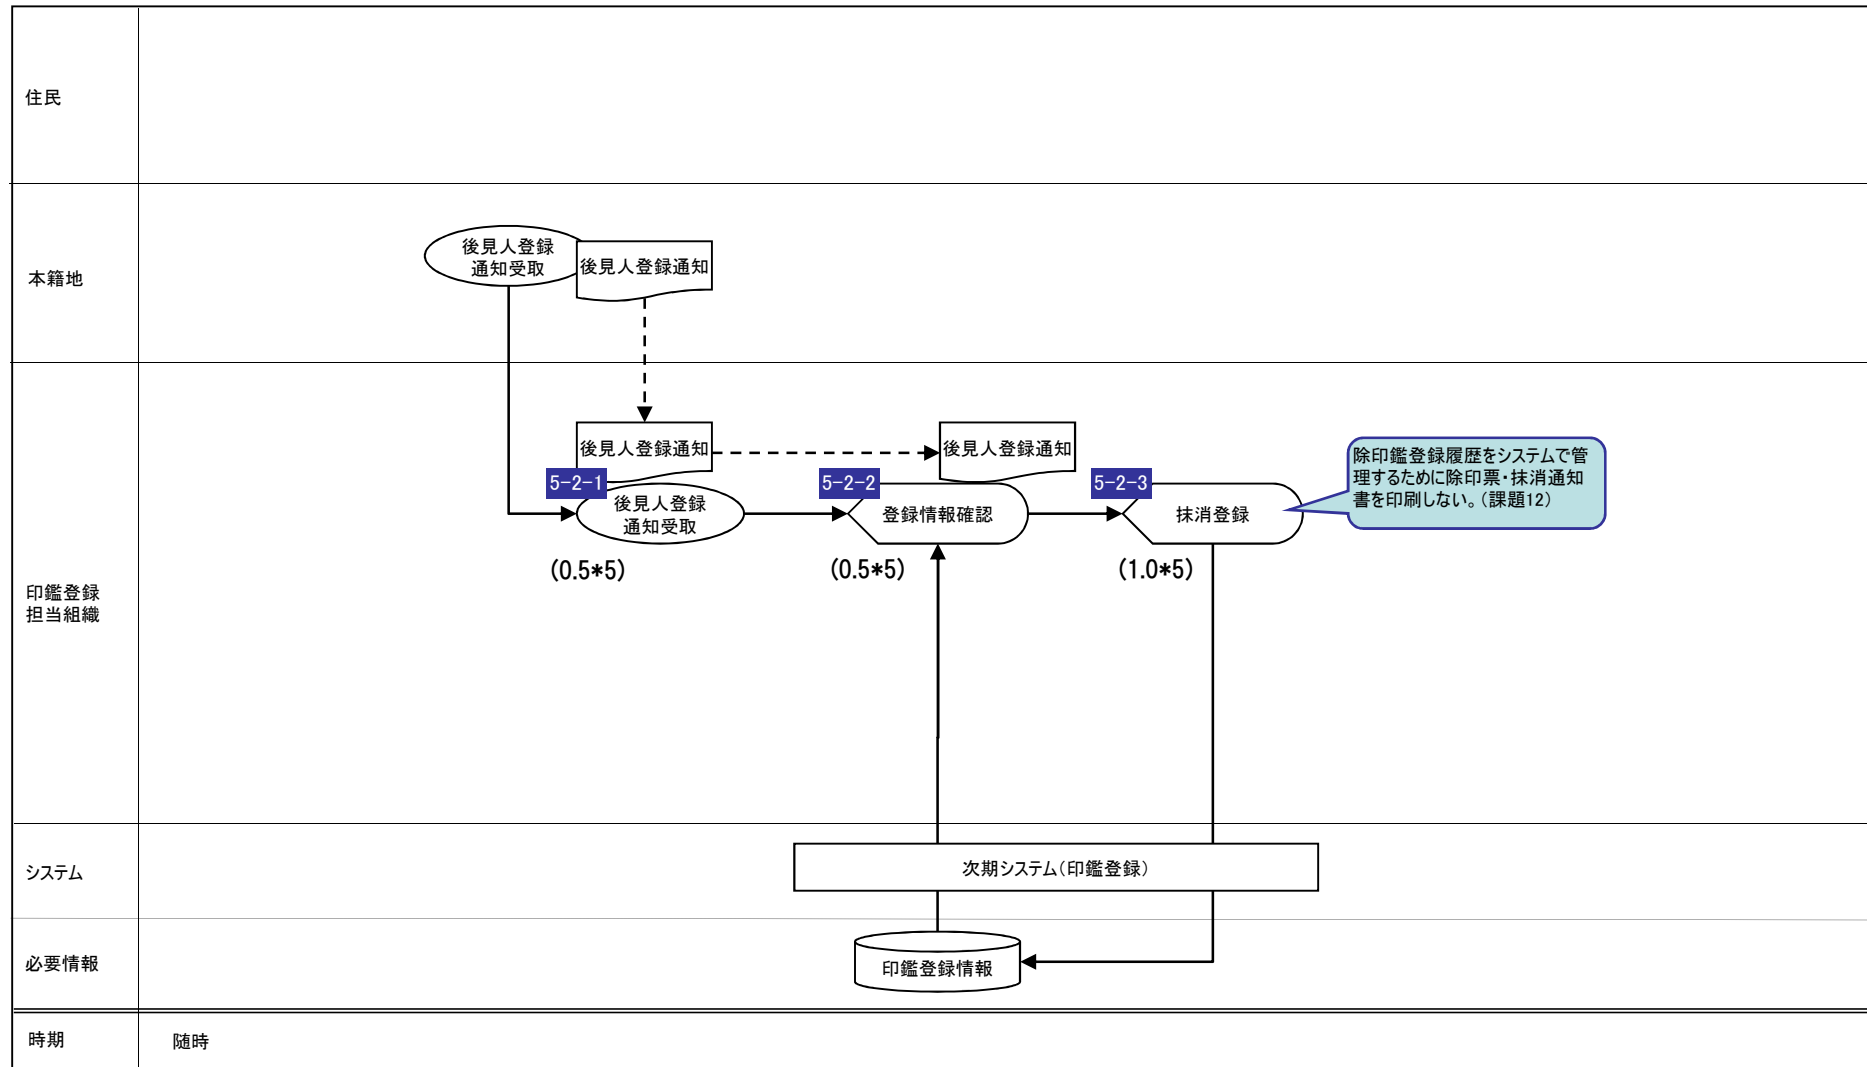 住民
本籍地
後見人登録
通知受取
後見人登録通知
印鑑登録
担当組織
後見人登録通知
5-2-1
後見人登録
通知受取
(0.5*5)
後見人登録通知
5-2-2
登録情報確認
(0.5*5)
5-2-3
抹消登録
(1.0*5)
除印鑑登録履歴をシステムで管
理するために除印票・抹消通知
書を印刷しない。（課題12）
システム
次期システム（印鑑登録）
必要情報
印鑑登録情報
時期
随時